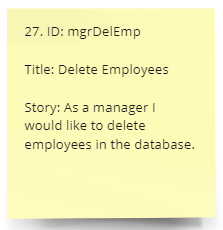 27. ID: mgrDelEmp
Title: Delete Employees
Story: As a manager I
would like to delete
employees in the database.